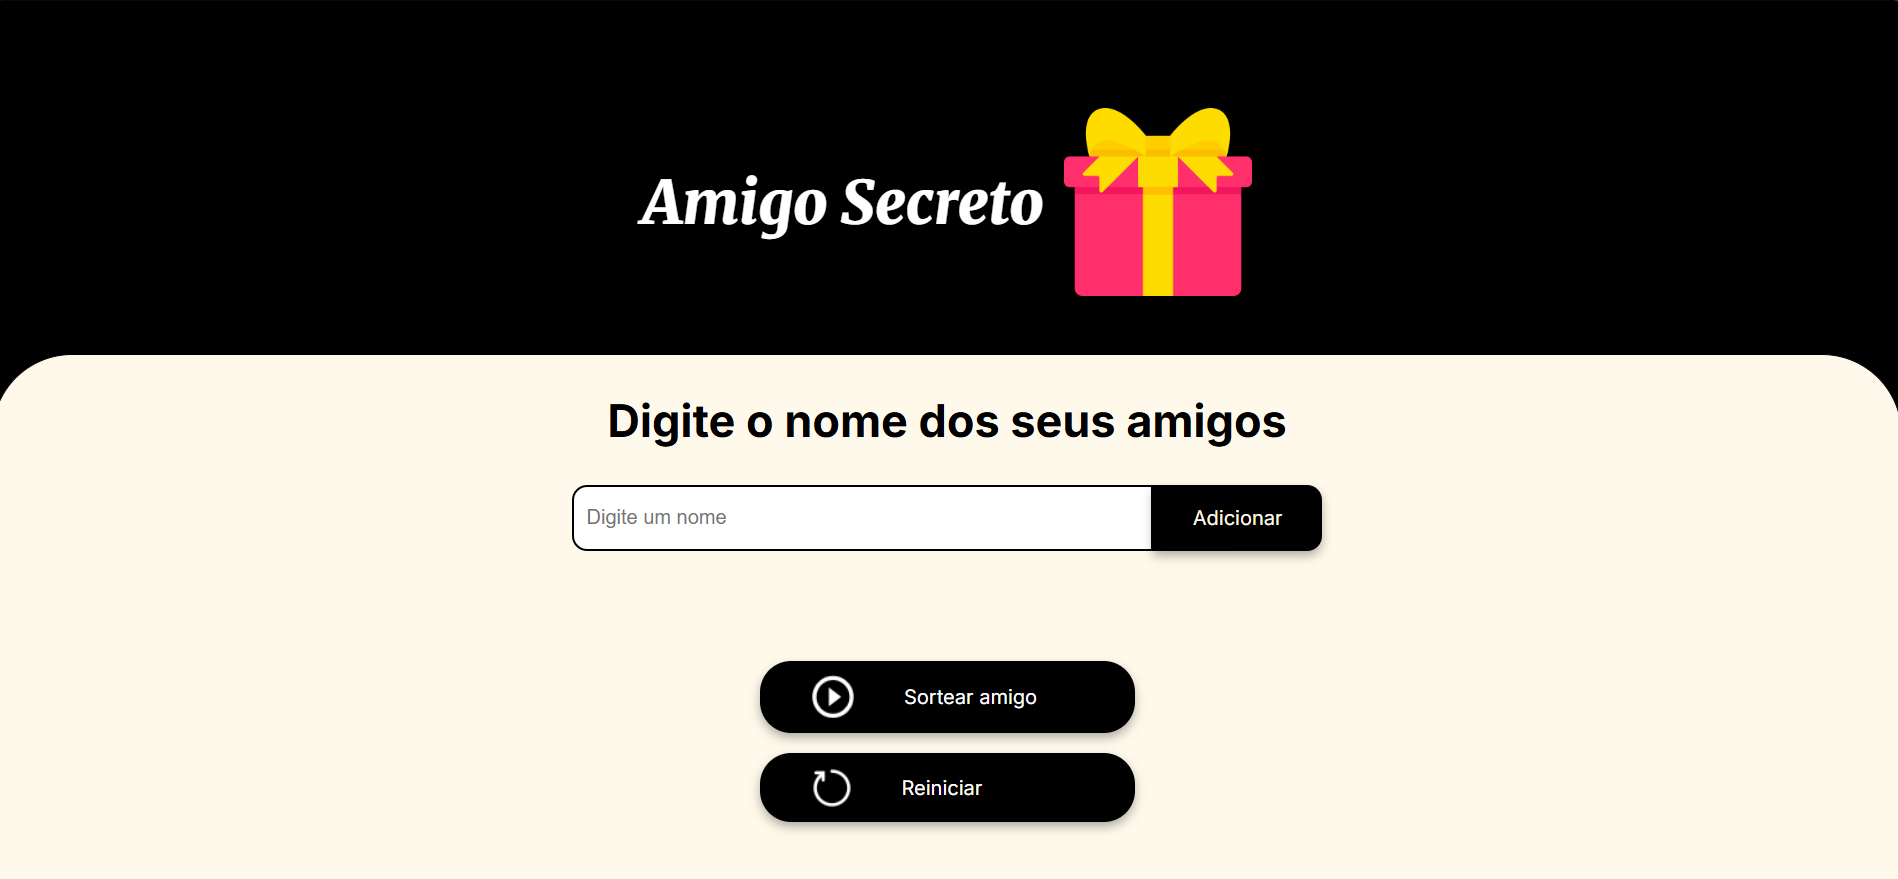 Amigo Secreto
Digite o nome dos seus amigos
Digite um nome
Adicionar
Sortear amigo
Reiniciar